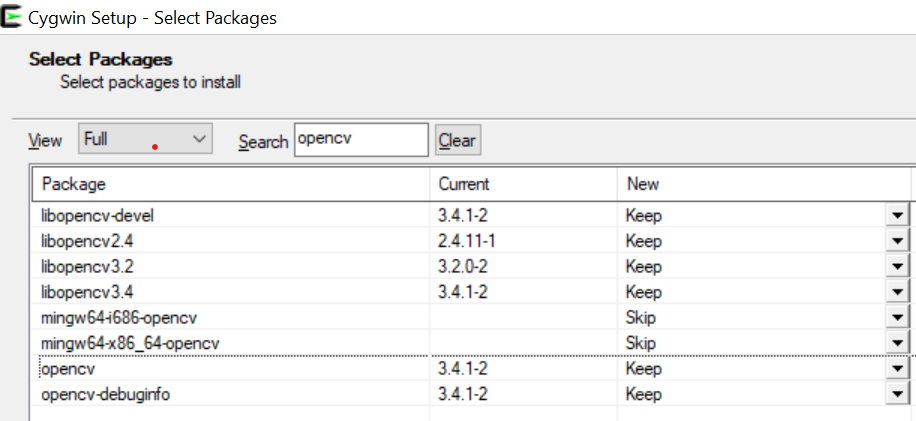 Cygwin Setup - Select Packages
Select Packages
Select packages to install
View Full Search opencv Clear
Package Current New
libopencv-devel 3.4.1-2 Keep
libopencv2.4 2.4.11-1 Keep
libopencv3.2 3.2.0-2 Keep
libopencv3.4 3.4.1-2 Keep
mingw64-i686-opencv Skip
mingw64-x86_64-opencv Skip
opencv 3.4.1-2 Keep
opencv-debuginfo 3.4.1-2 Keep